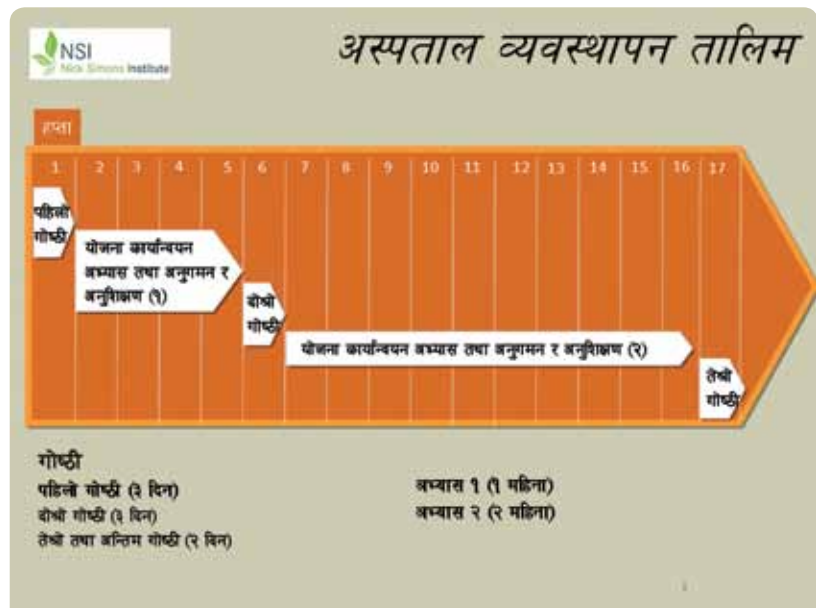 NSI
Nick Simons Institute
अस्पताल व्यवस्थापन तालिम
हप्ता
1 2 3 4 5 6 7 8 9 10 11 12 13 14 15 16 17
पहिलो
गोष्ठी
योजना कार्यान्वयन
अभ्यास तथा अनुगमन र
अनुशिक्षण (१)
दोश्रो
गोष्ठी
योजना कार्यान्वयन अभ्यास तथा अनुगमन र अनुशिक्षण (२)
तेश्रो
गोष्ठी
गोष्ठी
पहिलो गोष्ठी (३ दिन)
दोश्रो गोष्ठी (३ दिन)
तेश्रो तथा अन्तिम गोष्ठी (२ दिन)
अभ्यास १ (१ महिना)
अभ्यास २ (२ महिना)